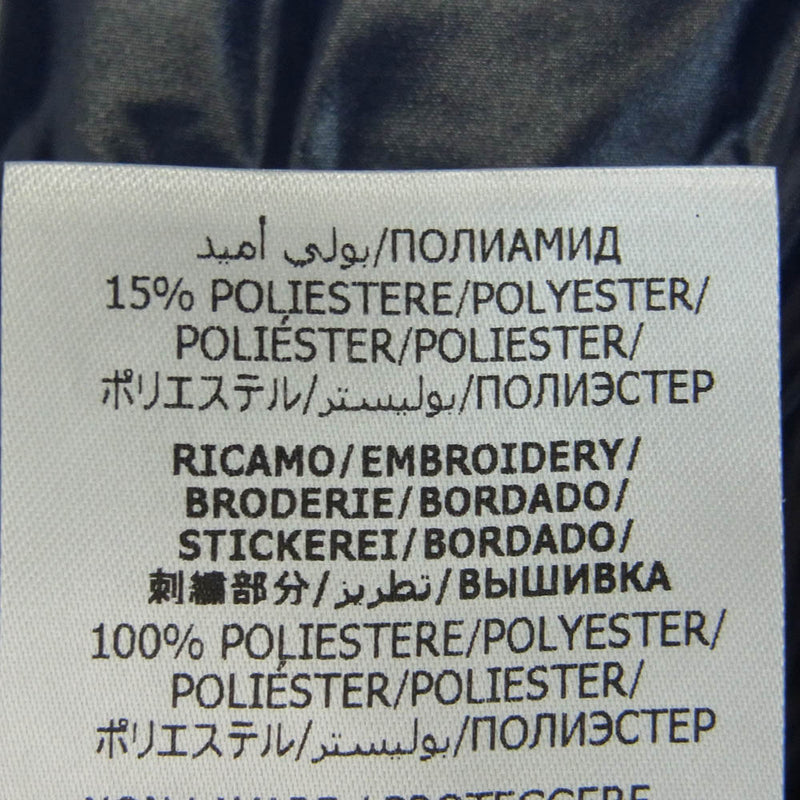 بولي أميد/ПОЛИАМИД
15% POLIESTERE/POLYESTER/
POLIÉSTER/POLIESTER/
ポリエステル/بوليستر/ПОЛИЭСТЕР
RICAMO/EMBROIDERY/
BRODERIE/BORDADO/
STICKEREI/BORDADO/
刺繍部分/تطريز/ВЫШИВКА
100% POLIESTERE/POLYESTER/
POLIÉSTER/POLIESTER/
ポリエステル/بوليستر/ПОЛИЭСТЕР